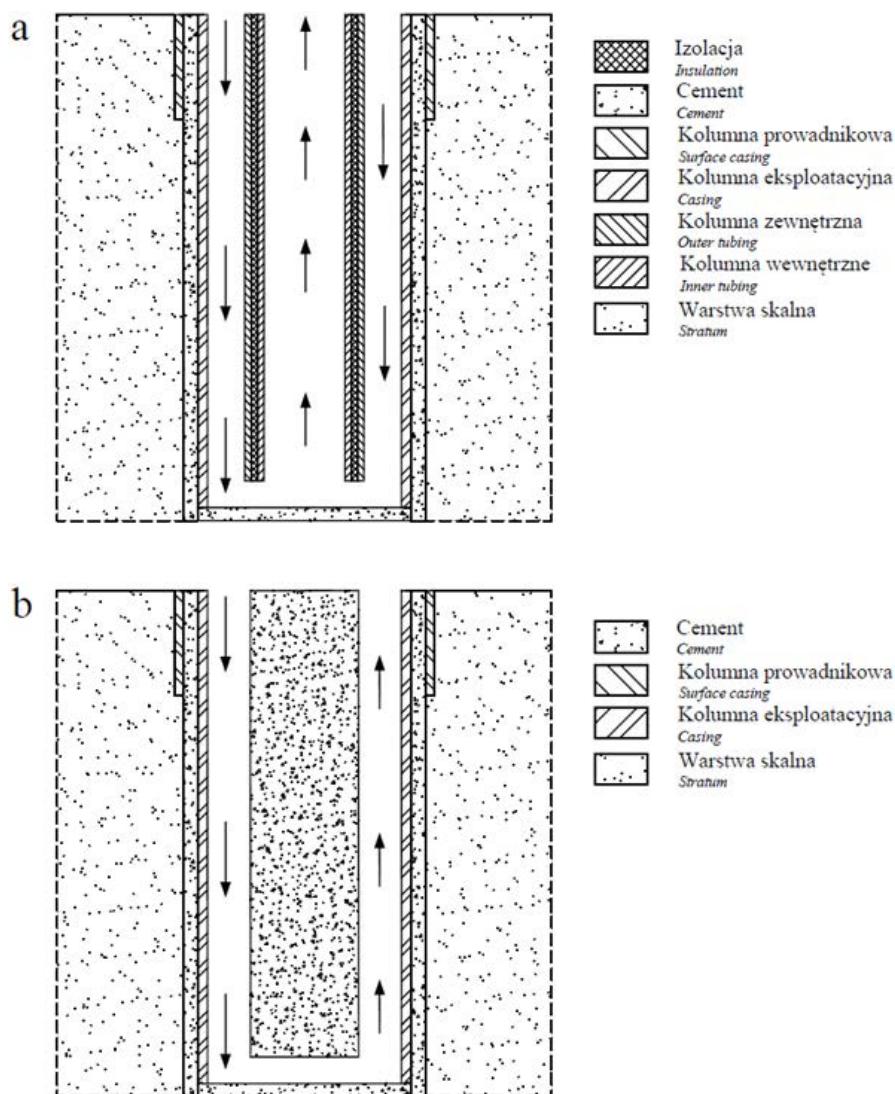 a
Izolacja
Insulation
Cement
Cement
Kolumna prowadnikowa
Surface casing
Kolumna eksploatacyjna
Casing
Kolumna zewnętrzna
Outer tubing
Kolumna wewnętrzne
Inner tubing
Warstwa skalna
Stratum
b
Cement
Cement
Kolumna prowadnikowa
Surface casing
Kolumna eksploatacyjna
Casing
Warstwa skalna
Stratum